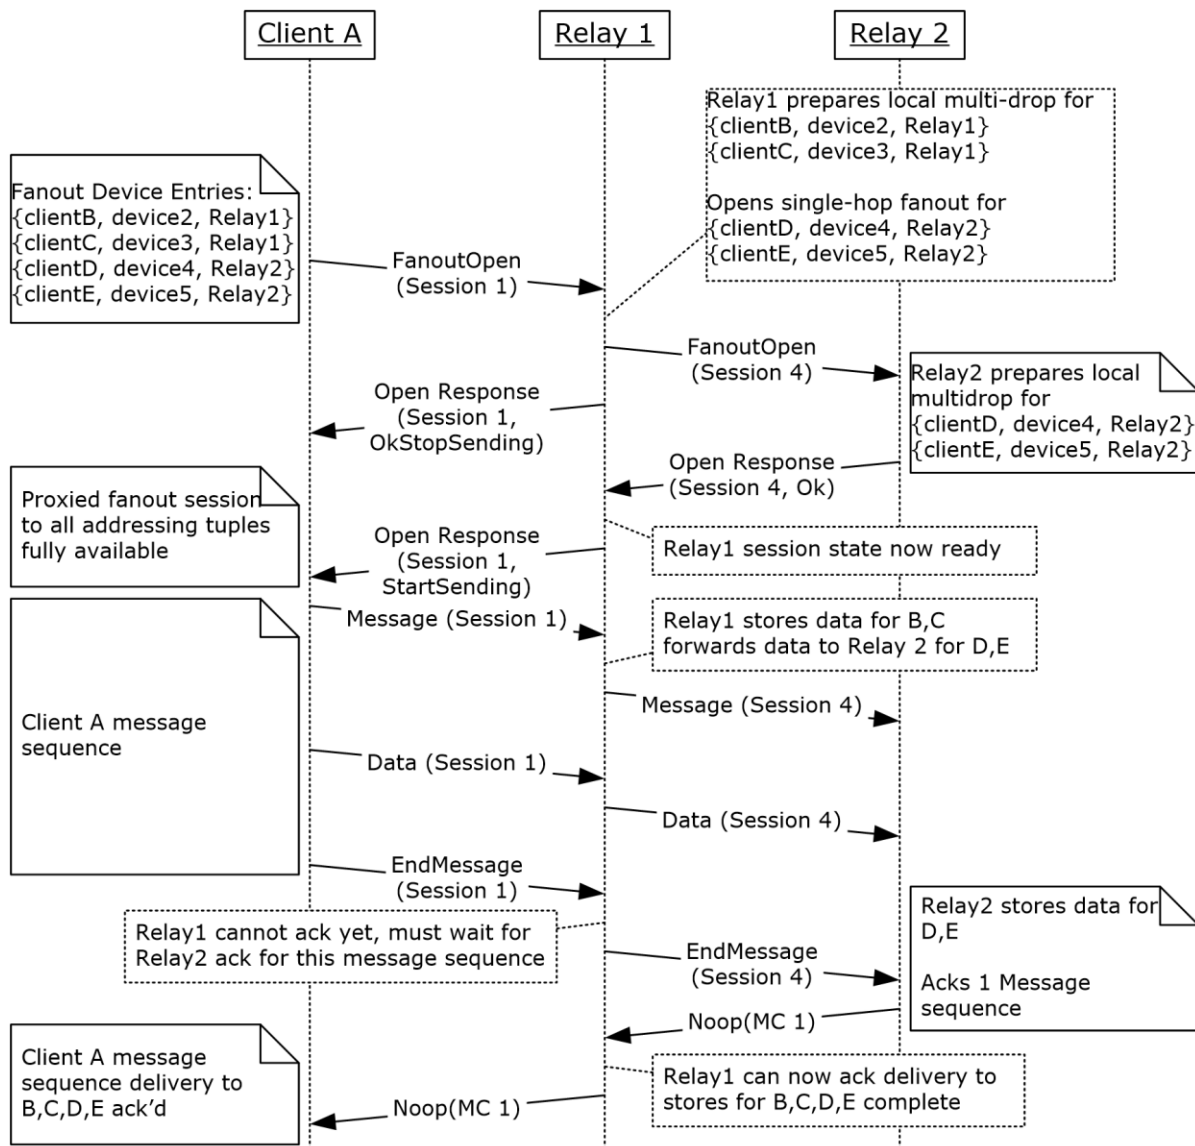 Client A
Relay 1
Relay 2
Relay1 prepares local multi-drop for
{clientB, device2, Relay1}
{clientC, device3, Relay1}
Opens single-hop fanout for
{clientD, device4, Relay2}
{clientE, device5, Relay2}
Fanout Device Entries:
{clientB, device2, Relay1}
{clientC, device3, Relay1}
{clientD, device4, Relay2}
{clientE, device5, Relay2}
FanoutOpen
(Session 1)
FanoutOpen
(Session 4)
Relay2 prepares local
multidrop for
{clientD, device4, Relay2}
{clientE, device5, Relay2}
Open Response
(Session 1,
OkStopSending)
Open Response
(Session 4, Ok)
Proxied fanout session
to all addressing tuples
fully available
Relay1 session state now ready
Open Response
(Session 1,
StartSending)
Message (Session 1)
Relay1 stores data for B,C
forwards data to Relay 2 for D,E
Message (Session 4)
Client A message
sequence
Data (Session 1)
Data (Session 4)
EndMessage
(Session 1)
Relay1 cannot ack yet, must wait for
Relay2 ack for this message sequence
EndMessage
(Session 4)
Relay2 stores data for
D,E
Acks 1 Message
sequence
Noop(MC 1)
Relay1 can now ack delivery to
stores for B,C,D,E complete
Client A message
sequence delivery to
B,C,D,E ack’d
Noop(MC 1)